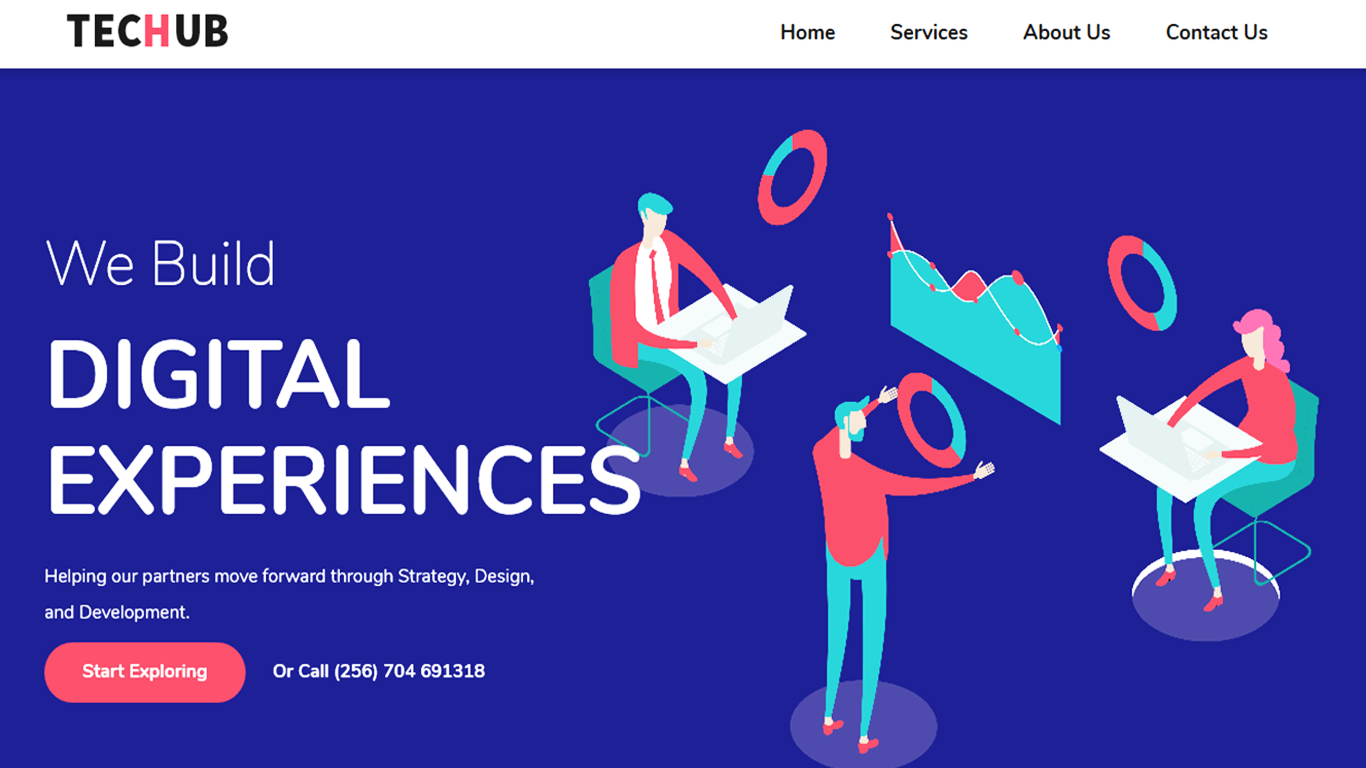 TECHUB
Home Services About Us Contact Us
We Build
DIGITAL
EXPERIENCES
Helping our partners move forward through Strategy, Design,
and Development.
Start Exploring Or Call (256) 704 691318